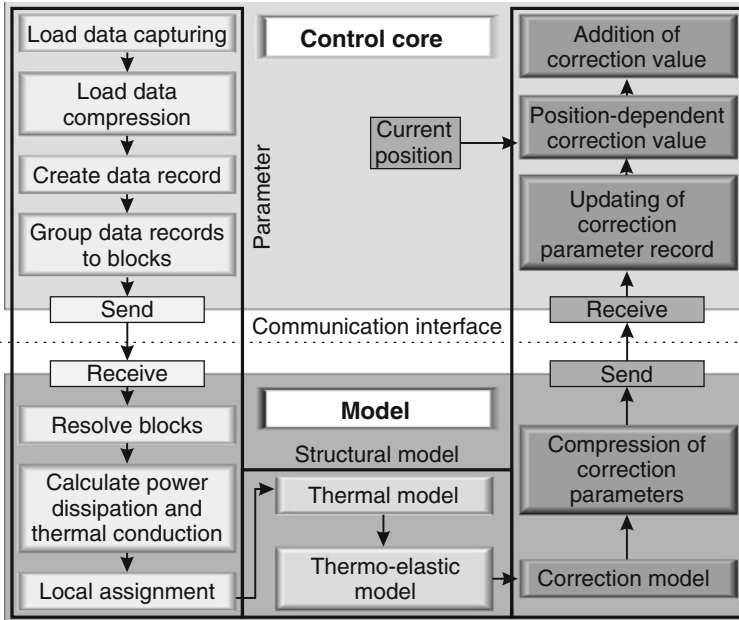 Load data capturing
Load data
compression
Create data record
Group data records
to blocks
Send
Receive
Resolve blocks
Calculate power
dissipation and
thermal conduction
Local assignment
Parameter
Control core
Current
position
Communication interface
Model
Structural model
Thermal model
Thermo-elastic
model
Addition of
correction value
Position-dependent
correction value
Updating of
correction
parameter record
Receive
Send
Compression of
correction
parameters
Correction model